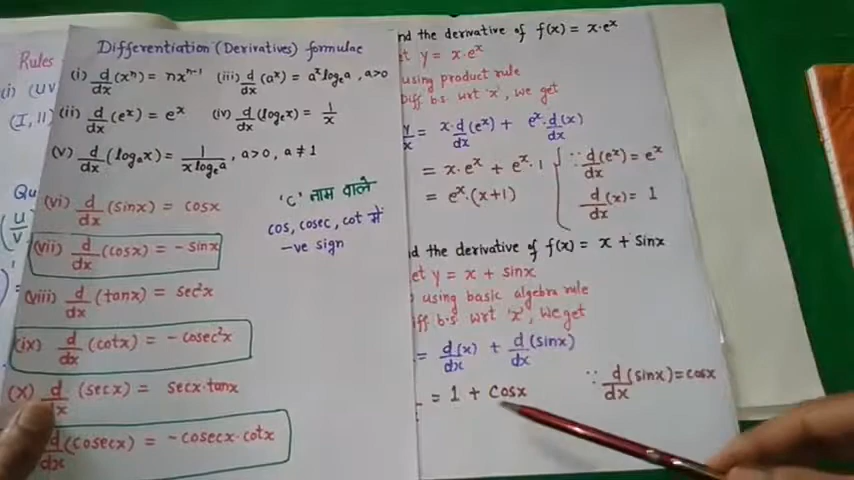 Rules
(i) (UV
(I, II)
Qu
(U/V
Differentiation (Derivatives) formulae
(i) d/dx (xⁿ) = nxⁿ⁻¹ (iii) d/dx (aˣ) = aˣ logₑa, a>0
(ii) d/dx (eˣ) = eˣ (iv) d/dx (logₑx) = 1/x
(v) d/dx (logₐx) = 1/(x logₑa), a>0, a≠1
(vi) d/dx (sinx) = cosx
(vii) d/dx (cosx) = -sinx
(viii) d/dx (tanx) = sec²x
(ix) d/dx (cotx) = -cosec²x
(x) d/dx (secx) = secx·tanx
d/dx (cosecx) = -cosecx·cotx
'C' नाम वाले
cos, cosec, cot में
-ve sign
nd the derivative of f(x) = x·eˣ
et y = x·eˣ
using product rule
Diff b.s. wrt 'x', we get
= x·d/dx (eˣ) + eˣ·d/dx (x)
= x·eˣ + eˣ·1
= eˣ·(x+1)
∵ d/dx (eˣ) = eˣ
d/dx (x) = 1
d the derivative of f(x) = x + Sinx
et y = x + sinx
using basic algebra rule
iff b.s wrt 'x', we get
= d/dx (x) + d/dx (sinx)
= 1 + cosx
∵ d/dx (sinx) = cosx